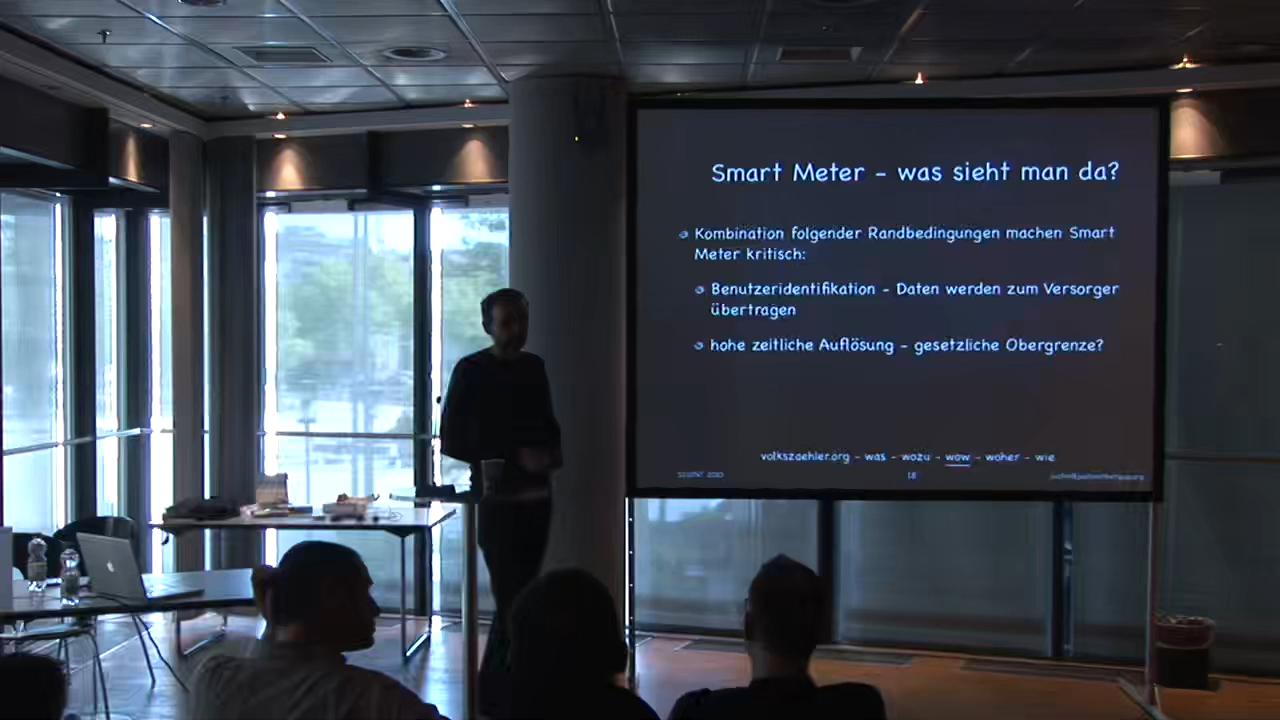 Smart Meter - was sieht man da?
Kombination folgender Randbedingungen machen Smart
Meter kritisch:
Benutzeridentifikation - Daten werden zum Versorger
übertragen
hohe zeitliche Auflösung - gesetzliche Obergrenze?
volkszaehler.org - was - wozu - wow - woher - wie
18